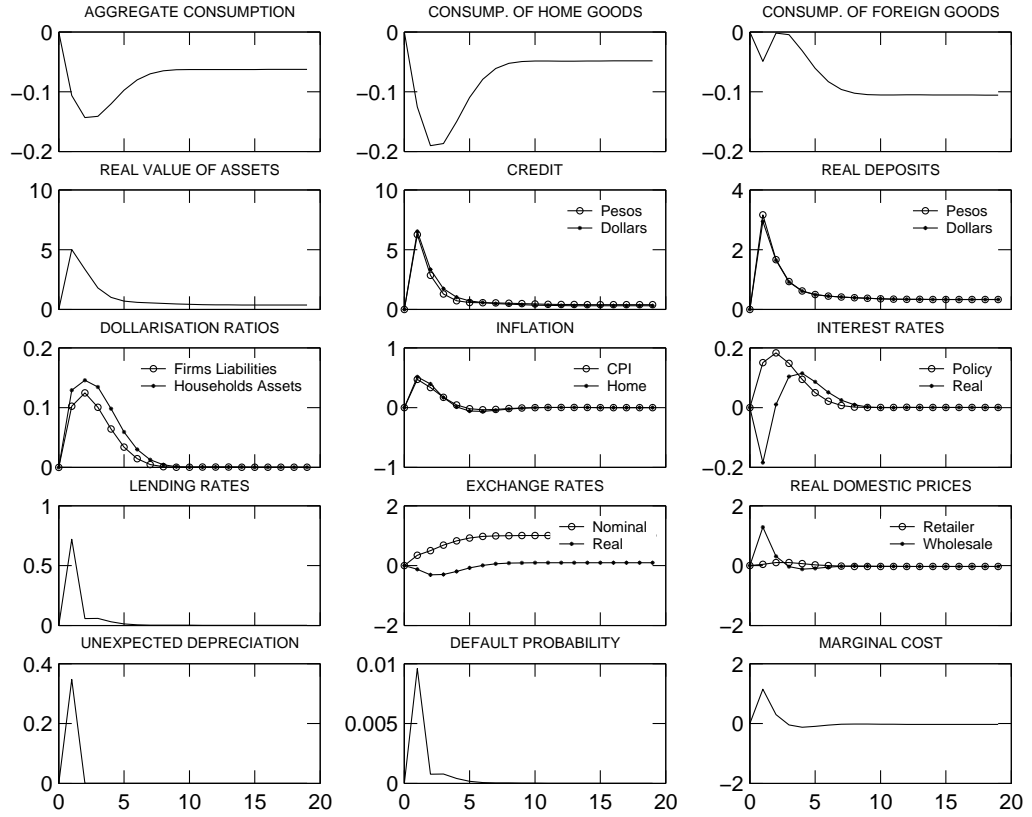 AGGREGATE CONSUMPTION
0
−0.1
−0.2
CONSUMP. OF HOME GOODS
0
−0.1
−0.2
CONSUMP. OF FOREIGN GOODS
0
−0.1
−0.2
REAL VALUE OF ASSETS
10
5
0
CREDIT
10
5
0
Pesos
Dollars
REAL DEPOSITS
4
2
0
Pesos
Dollars
DOLLARISATION RATIOS
0.2
0.1
0
Firms Liabilities
Households Assets
INFLATION
1
0
−1
CPI
Home
INTEREST RATES
0.2
0
−0.2
Policy
Real
LENDING RATES
1
0.5
0
EXCHANGE RATES
2
0
−2
Nominal
Real
REAL DOMESTIC PRICES
2
0
−2
Retailer
Wholesale
UNEXPECTED DEPRECIATION
0.4
0.2
0
0 5 10 15 20
DEFAULT PROBABILITY
0.01
0.005
0
0 5 10 15 20
MARGINAL COST
2
0
−2
0 5 10 15 20